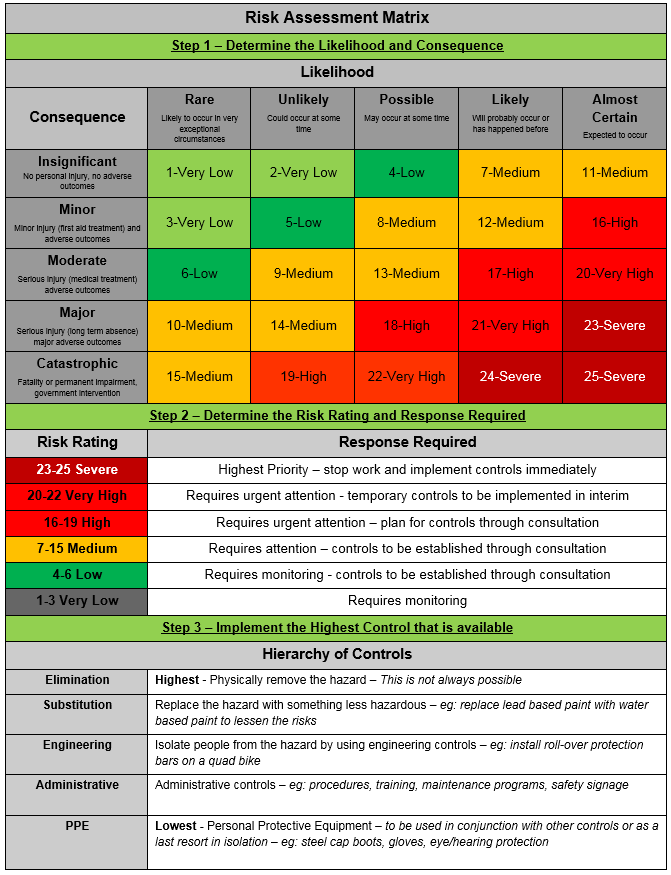 Risk Assessment Matrix
Step 1 – Determine the Likelihood and Consequence
Likelihood
Consequence
Rare
Likely to occur in very
exceptional
circumstances
Unlikely
Could occur at some
time
Possible
May occur at some time
Likely
Will probably occur or
has happened before
Almost
Certain
Expected to occur
Insignificant
No personal injury, no adverse
outcomes
1-Very Low
2-Very Low
4-Low
7-Medium
11-Medium
Minor
Minor injury (first aid treatment) and
adverse outcomes
3-Very Low
5-Low
8-Medium
12-Medium
16-High
Moderate
Serious injury (medical treatment)
adverse outcomes
6-Low
9-Medium
13-Medium
17-High
20-Very High
Major
Serious injury (long term absence)
major adverse outcomes
10-Medium
14-Medium
18-High
21-Very High
23-Severe
Catastrophic
Fatality or permanent impairment,
government intervention
15-Medium
19-High
22-Very High
24-Severe
25-Severe
Step 2 – Determine the Risk Rating and Response Required
Risk Rating
Response Required
23-25 Severe
Highest Priority – stop work and implement controls immediately
20-22 Very High
Requires urgent attention - temporary controls to be implemented in interim
16-19 High
Requires urgent attention – plan for controls through consultation
7-15 Medium
Requires attention – controls to be established through consultation
4-6 Low
Requires monitoring - controls to be established through consultation
1-3 Very Low
Requires monitoring
Step 3 – Implement the Highest Control that is available
Hierarchy of Controls
Elimination
Highest - Physically remove the hazard – This is not always possible
Substitution
Replace the hazard with something less hazardous – eg: replace lead based paint with water
based paint to lessen the risks
Engineering
Isolate people from the hazard by using engineering controls – eg: install roll-over protection
bars on a quad bike
Administrative
Administrative controls – eg: procedures, training, maintenance programs, safety signage
PPE
Lowest - Personal Protective Equipment – to be used in conjunction with other controls or as a
last resort in isolation – eg: steel cap boots, gloves, eye/hearing protection